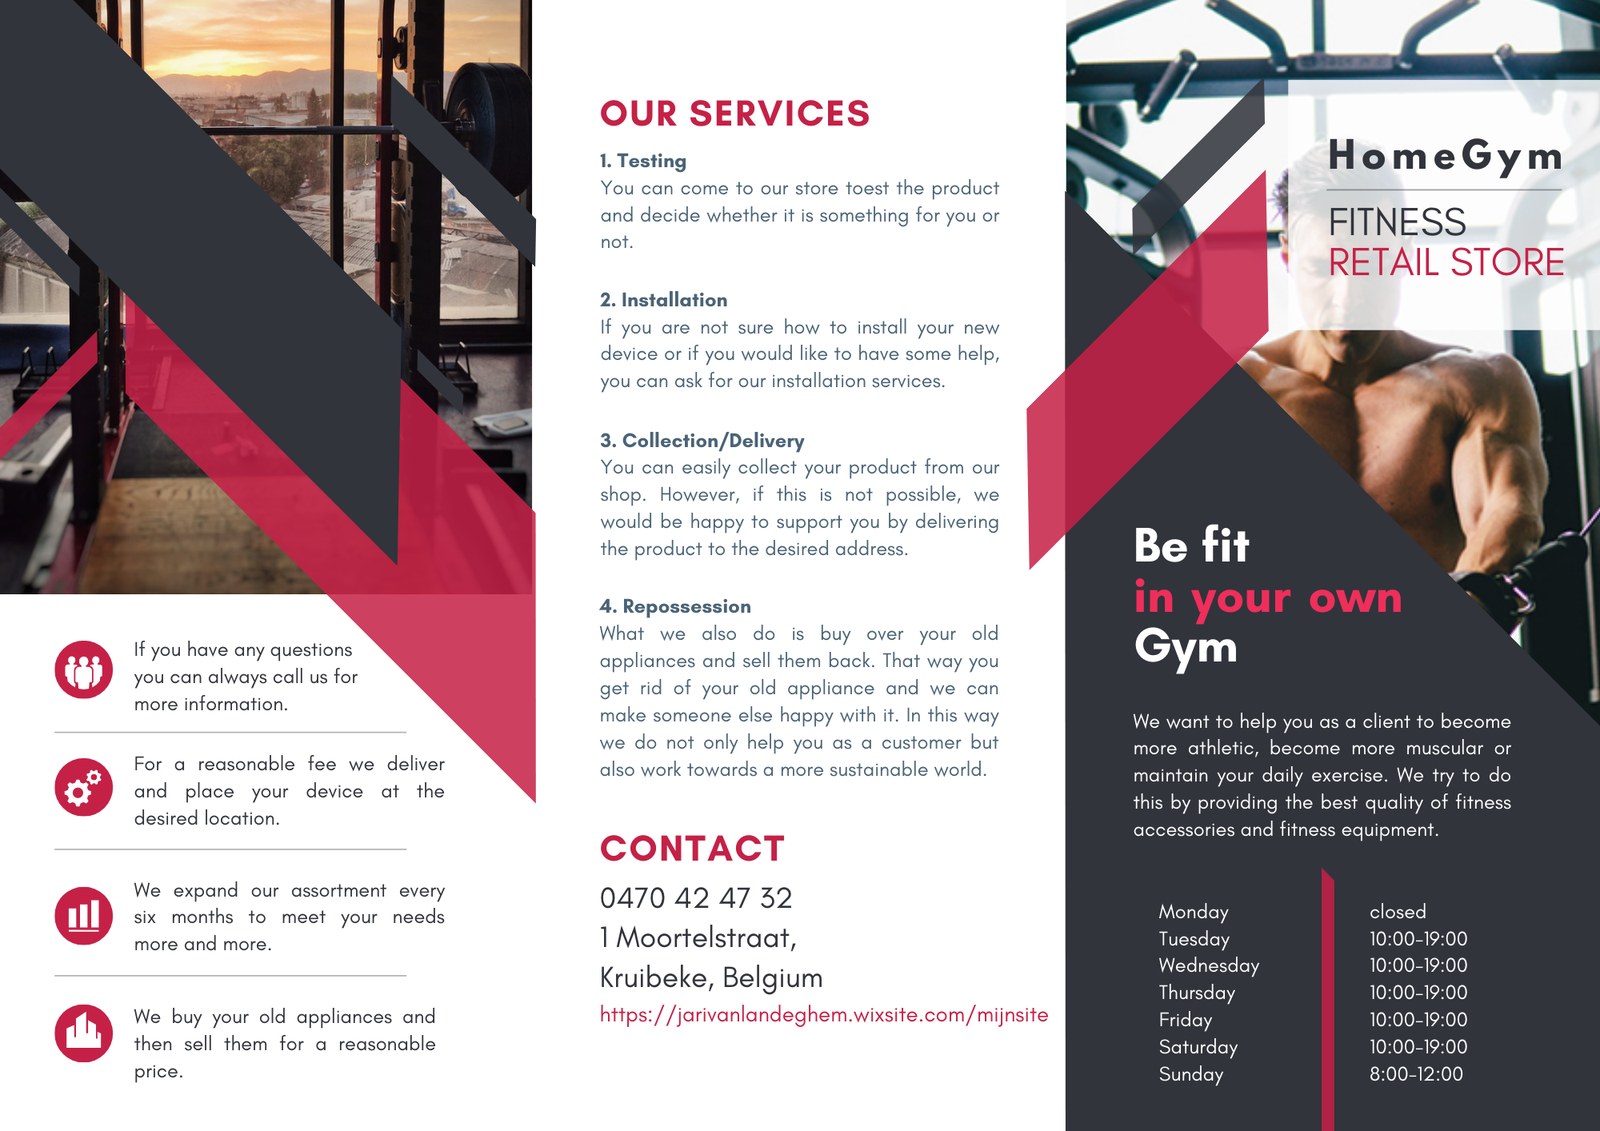 If you have any questions
you can always call us for
more information.
For a reasonable fee we deliver
and place your device at the
desired location.
We expand our assortment every
six months to meet your needs
more and more.
We buy your old appliances and
then sell them for a reasonable
price.
OUR SERVICES
1. Testing
You can come to our store toest the product
and decide whether it is something for you or
not.
2. Installation
If you are not sure how to install your new
device or if you would like to have some help,
you can ask for our installation services.
3. Collection/Delivery
You can easily collect your product from our
shop. However, if this is not possible, we
would be happy to support you by delivering
the product to the desired address.
4. Repossession
What we also do is buy over your old
appliances and sell them back. That way you
get rid of your old appliance and we can
make someone else happy with it. In this way
we do not only help you as a customer but
also work towards a more sustainable world.
CONTACT
0470 42 47 32
1 Moortelstraat,
Kruibeke, Belgium
https://jarivanlandeghem.wixsite.com/mijnsite
HomeGym
FITNESS
RETAIL STORE
Be fit
in your own
Gym
We want to help you as a client to become
more athletic, become more muscular or
maintain your daily exercise. We try to do
this by providing the best quality of fitness
accessories and fitness equipment.
Monday closed
Tuesday 10:00-19:00
Wednesday 10:00-19:00
Thursday 10:00-19:00
Friday 10:00-19:00
Saturday 10:00-19:00
Sunday 8:00-12:00